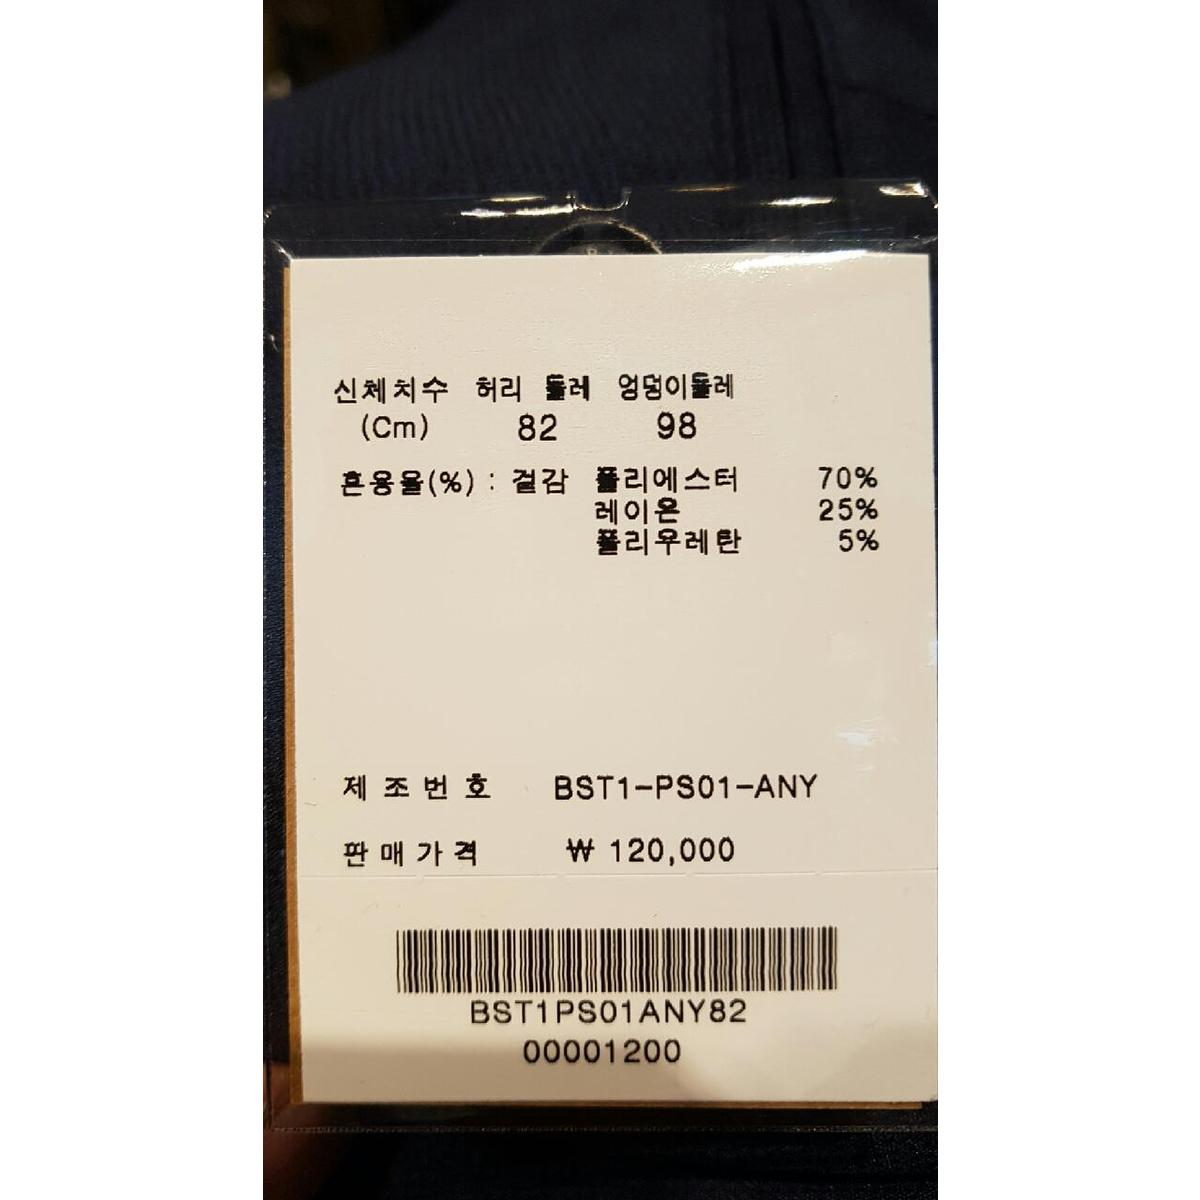 신체치수 허리 둘레 엉덩이둘레
(Cm) 82 98
혼용율(%) : 겉감 폴리에스터 70%
레이온 25%
폴리우레탄 5%
제조번호 BST1-PS01-ANY
판매가격 ₩ 120,000
BST1PS01ANY82
00001200